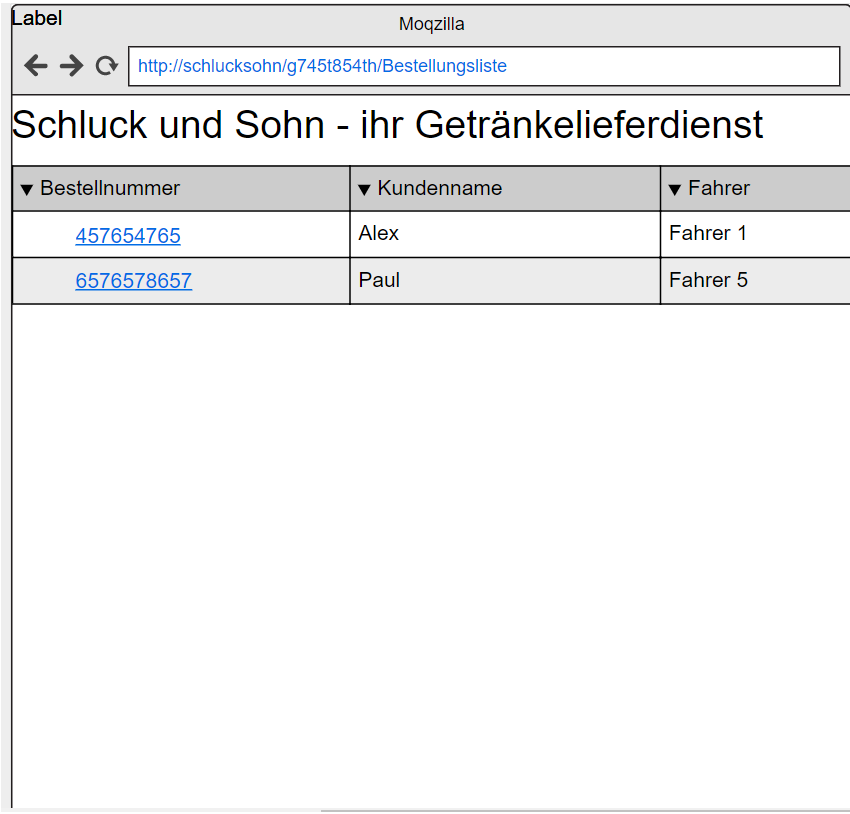 Label
Moqzilla
http://schlucksohn/g745t854th/Bestellungsliste
Schluck und Sohn - ihr Getränkelieferdienst
▼ Bestellnummer ▼ Kundenname ▼ Fahrer
457654765 Alex Fahrer 1
6576578657 Paul Fahrer 5